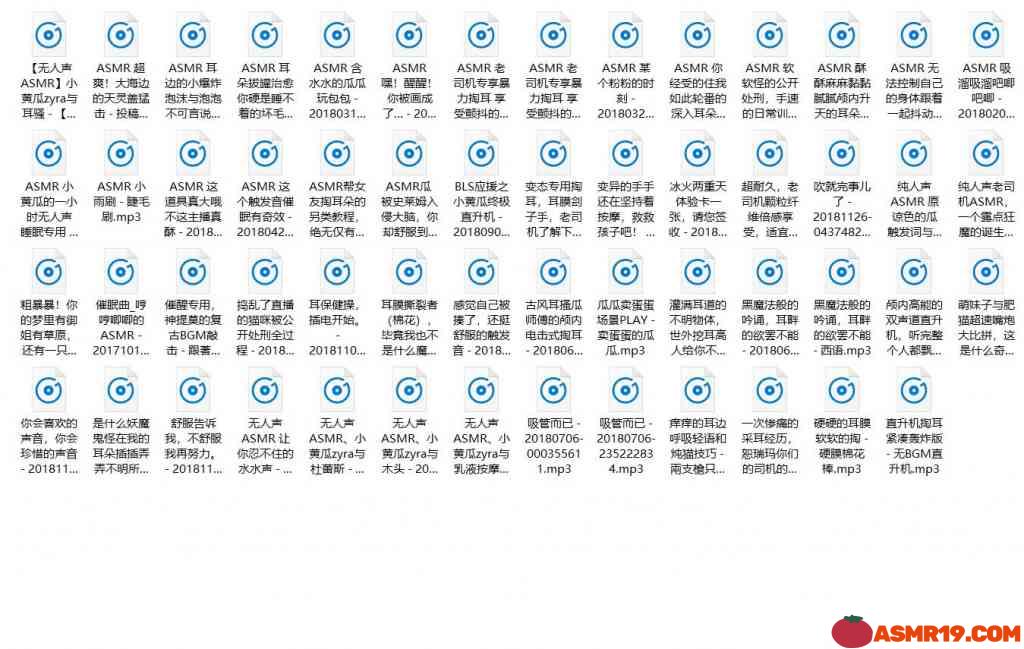 【无人声
ASMR】小
黄瓜zyra与
耳骚 - 【...
ASMR 超
爽！大海边
的天灵盖猛
击 - 投稿...
ASMR 耳
边的小爆炸
泡沫与泡泡
不可言说...
ASMR 耳
朵拔罐治愈
你硬是睡不
着的坏毛...
ASMR 含
水水的瓜瓜
玩包包 -
2018031...
ASMR
嘿！醒醒！
你被画成
了... - 20...
ASMR 老
司机专享暴
力掏耳 享
受颤抖的...
ASMR 老
司机专享暴
力掏耳 享
受颤抖的...
ASMR 某
个粉粉的时
刻 -
2018032...
ASMR 你
经受的住我
如此轮番的
深入耳朵...
ASMR 软
软怪的公开
处刑，手速
的日常训...
ASMR 酥
酥麻麻黏黏
腻腻颅内升
天的耳朵...
ASMR 无
法控制自己
的身体跟着
一起抖动...
ASMR 吸
溜吸溜吧唧
吧唧 -
2018020...
ASMR 小
黄瓜的一小
时无人声
睡眠专用 ...
ASMR 小
雨刷 - 睫毛
刷.mp3
ASMR 这
道具真大哦
不这主播真
酥 - 2018...
ASMR 这
个触发音催
眠有奇效 -
2018042...
ASMR帮女
友掏耳朵的
另类教程，
绝无仅有...
ASMR瓜
被史莱姆入
侵大脑，你
却舒服到...
BLS应援之
小黄瓜终极
直升机 -
2018090...
变态专用掏
耳，耳膜刽
子手，老司
机了解下...
变异的手手
还在坚持着
按摩，救救
孩子吧！ ...
冰火两重天
体验卡一
张，请您签
收 - 2018...
超耐久，老
司机颗粒纤
维倍感享
受，适宜...
吹就完事儿
了 -
20181126-
0437482...
纯人声
ASMR 原
谅色的瓜
触发词与...
纯人声老司
机ASMR，
一个露点狂
魔的诞生...
粗暴暴！你
的梦里有御
姐有草原，
还有一只...
催眠曲_哼
哼唧唧的
ASMR -
2017101...
催醒专用，
神提莫的复
古BGM敲
击 - 跟著...
捣乱了直播
的猫咪被公
开处刑全过
程 - 2018...
耳保健操，
插电开始。
-
2018110...
耳膜撕裂者
（棉花），
毕竟我也不
是什么魔...
感觉自己被
揍了，还挺
舒服的触发
音 - 2018...
古风耳搔瓜
师傅的颅内
电击式掏耳
- 201806...
瓜瓜卖蛋蛋
场景PLAY -
卖蛋蛋的瓜
瓜.mp3
灌满耳道的
不明物体，
世外挖耳高
人给你不...
黑魔法般的
吟诵，耳畔
的欲罢不能
- 201806...
黑魔法般的
吟诵，耳畔
的欲罢不能
- 西语.mp3
颅内高能的
双声道直升
机，听完整
个人都飘...
萌妹子与肥
猫超速嘴炮
大比拼，这
是什么奇...
你会喜欢的
声音，你会
珍惜的声音
- 201811...
是什么妖魔
鬼怪在我的
耳朵插插弄
弄不明所...
舒服告诉
我，不舒服
我再努力。
- 201811...
无人声
ASMR 让
你忍不住的
水水声 - ...
无人声
ASMR、小
黄瓜zyra与
杜蕾斯 - ...
无人声
ASMR、小
黄瓜zyra与
木头 - 20...
无人声
ASMR、小
黄瓜zyra与
乳液按摩...
吸管而已 -
20180706-
00035561
1.mp3
吸管而已 -
20180706-
23522283
4.mp3
痒痒的耳边
呼吸轻语和
炖猫技巧 -
兩支槍只...
一次惨痛的
采耳经历，
恕瑞玛你们
的司机的...
硬硬的耳膜
软软的掏 -
硬膜棉花
棒.mp3
直升机掏耳
紧凑轰炸版
- 无BGM直
升机.mp3
ASMR19.COM